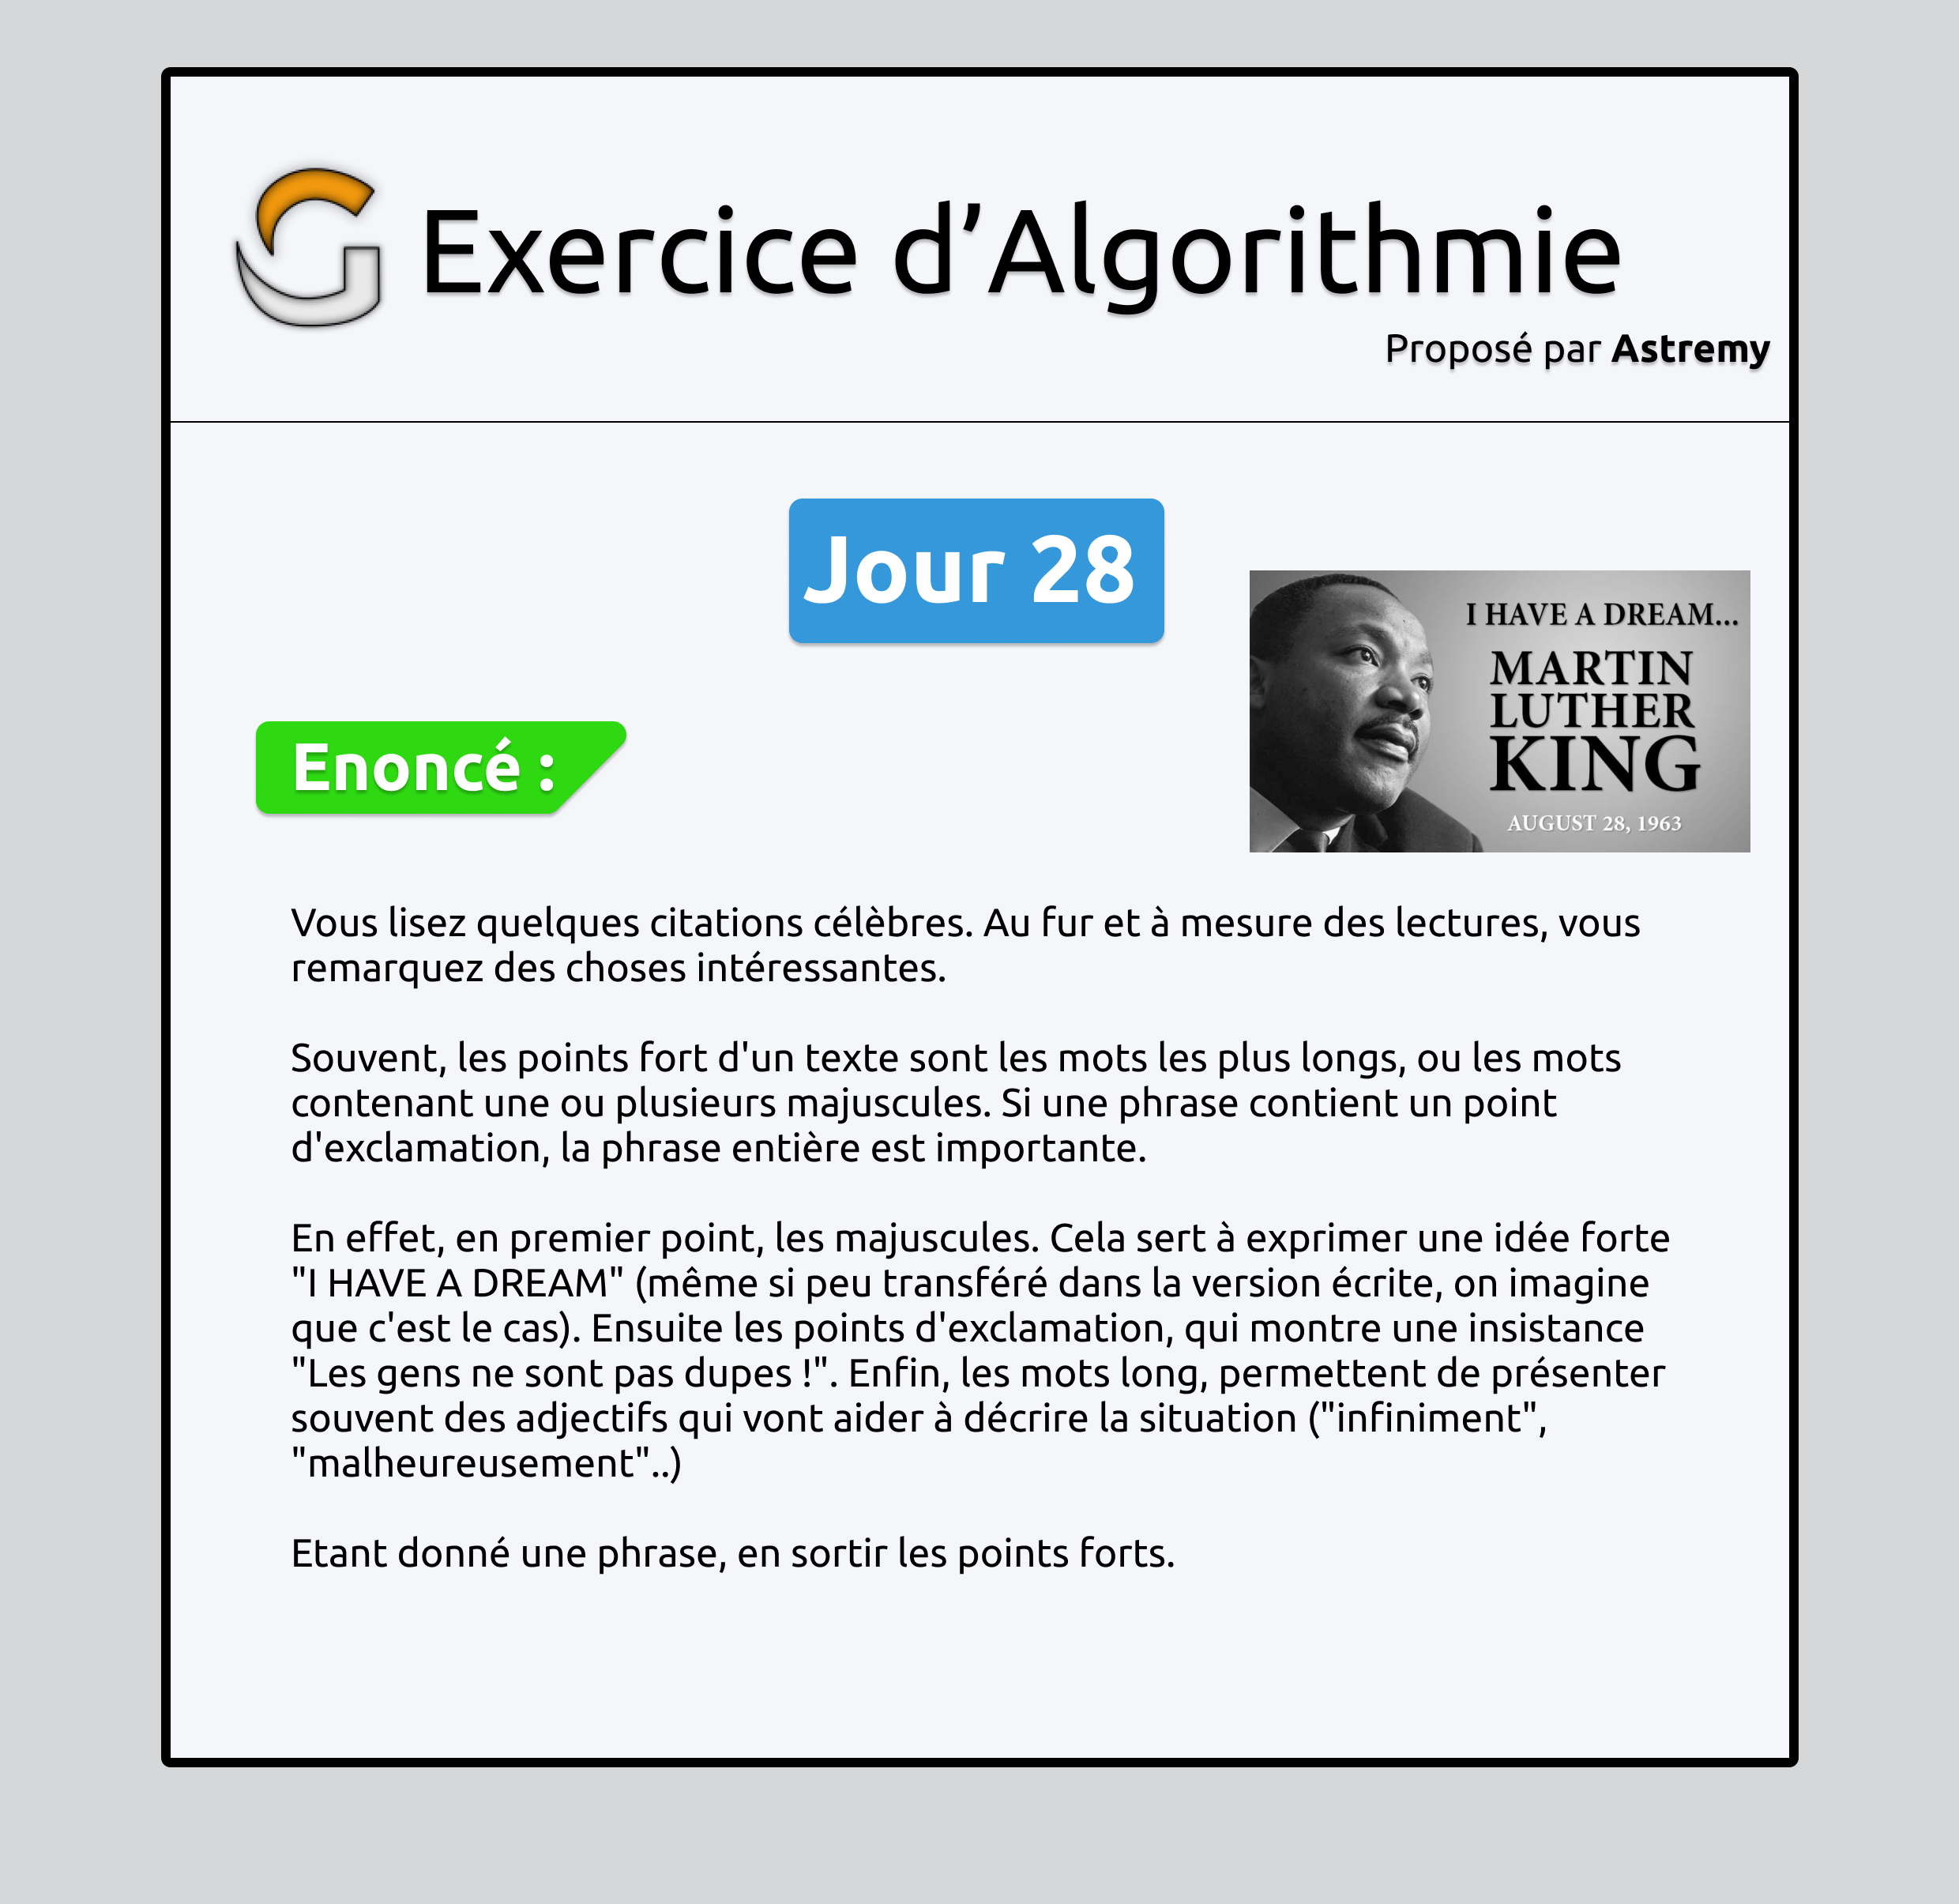 Exercice d’Algorithmie
Proposé par Astremy
Jour 28
I HAVE A DREAM...
MARTIN
LUTHER
KING
AUGUST 28, 1963
Enoncé :
Vous lisez quelques citations célèbres. Au fur et à mesure des lectures, vous
remarquez des choses intéressantes.
Souvent, les points fort d'un texte sont les mots les plus longs, ou les mots
contenant une ou plusieurs majuscules. Si une phrase contient un point
d'exclamation, la phrase entière est importante.
En effet, en premier point, les majuscules. Cela sert à exprimer une idée forte
"I HAVE A DREAM" (même si peu transféré dans la version écrite, on imagine
que c'est le cas). Ensuite les points d'exclamation, qui montre une insistance
"Les gens ne sont pas dupes !". Enfin, les mots long, permettent de présenter
souvent des adjectifs qui vont aider à décrire la situation ("infiniment",
"malheureusement"..)
Etant donné une phrase, en sortir les points forts.